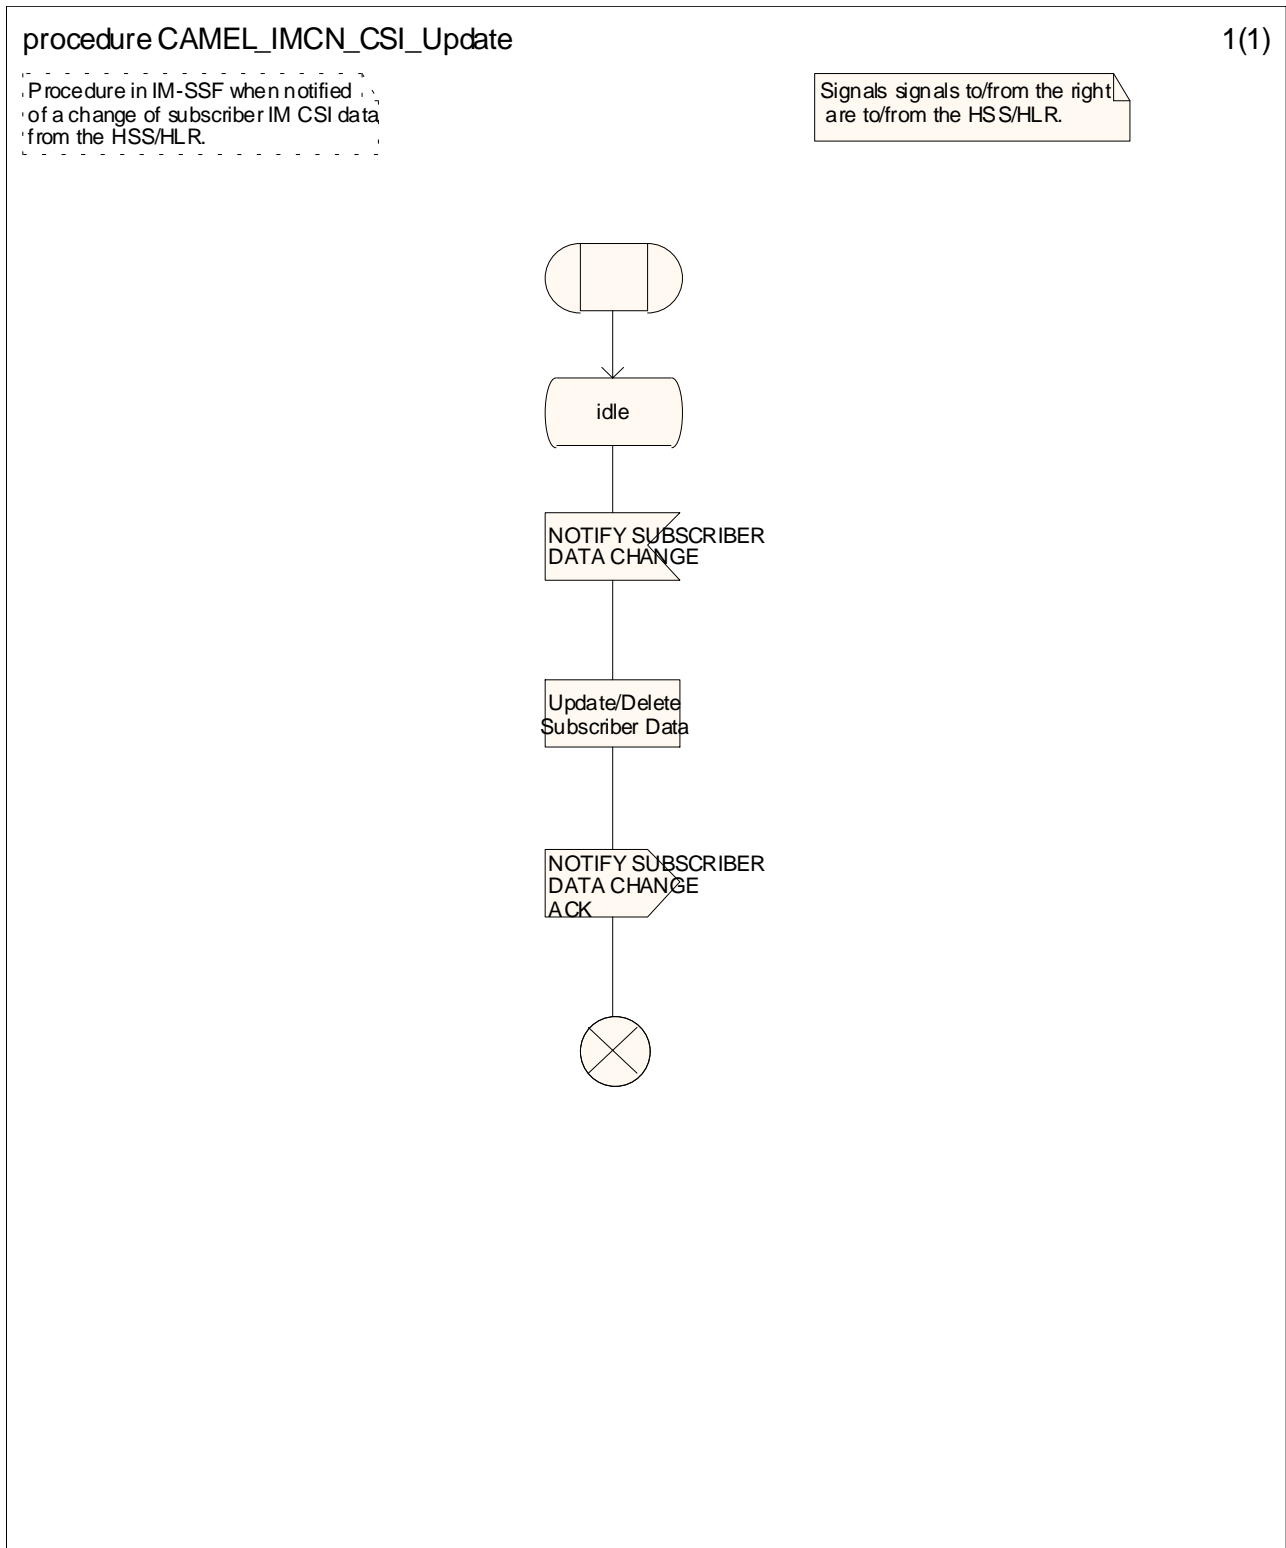 procedure CAMEL_IMCN_CSI_Update
1(1)
Procedure in IM-SSF when notified
of a change of subscriber IM CSI data
from the HSS/HLR.
Signals signals to/from the right
are to/from the HSS/HLR.
idle
NOTIFY SUBSCRIBER
DATA CHANGE
Update/Delete
Subscriber Data
NOTIFY SUBSCRIBER
DATA CHANGE
ACK